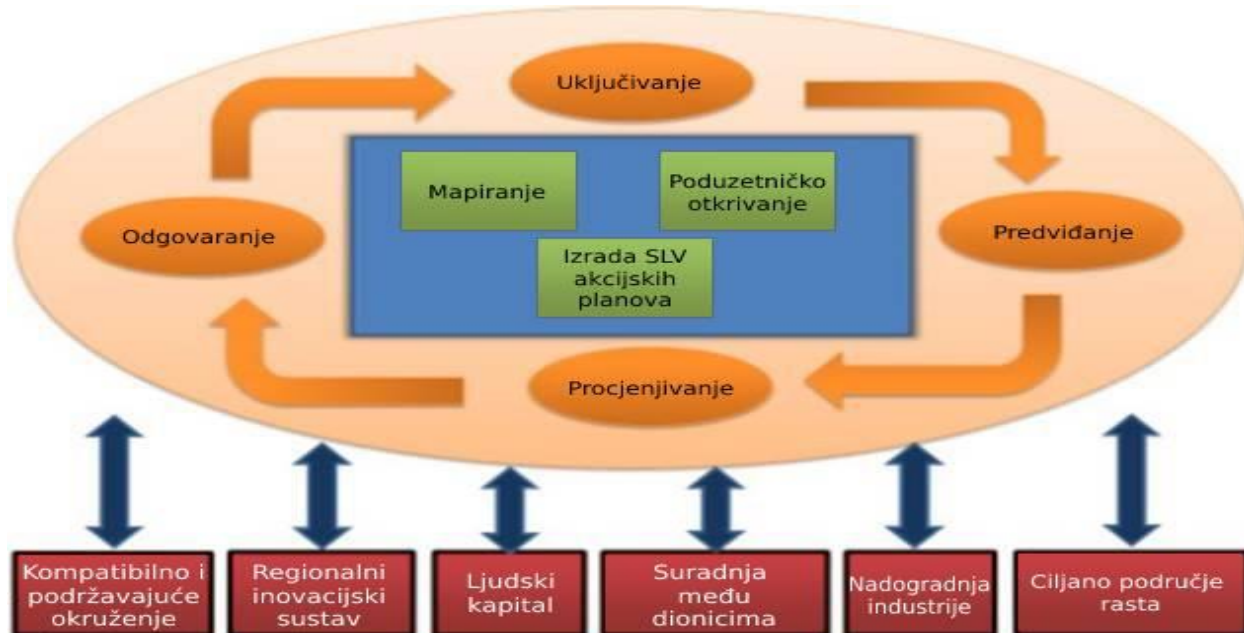 Uključivanje
Mapiranje
Poduzetničko
otkrivanje
Odgovaranje
Predviđanje
Izrada SLV
akcijskih
planova
Procjenjivanje
Kompatibilno i
podržavajuće
okruženje
Regionalni
inovacijski
sustav
Ljudski
kapital
Suradnja
među
dionicima
Nadogradnja
industrije
Ciljano područje
rasta